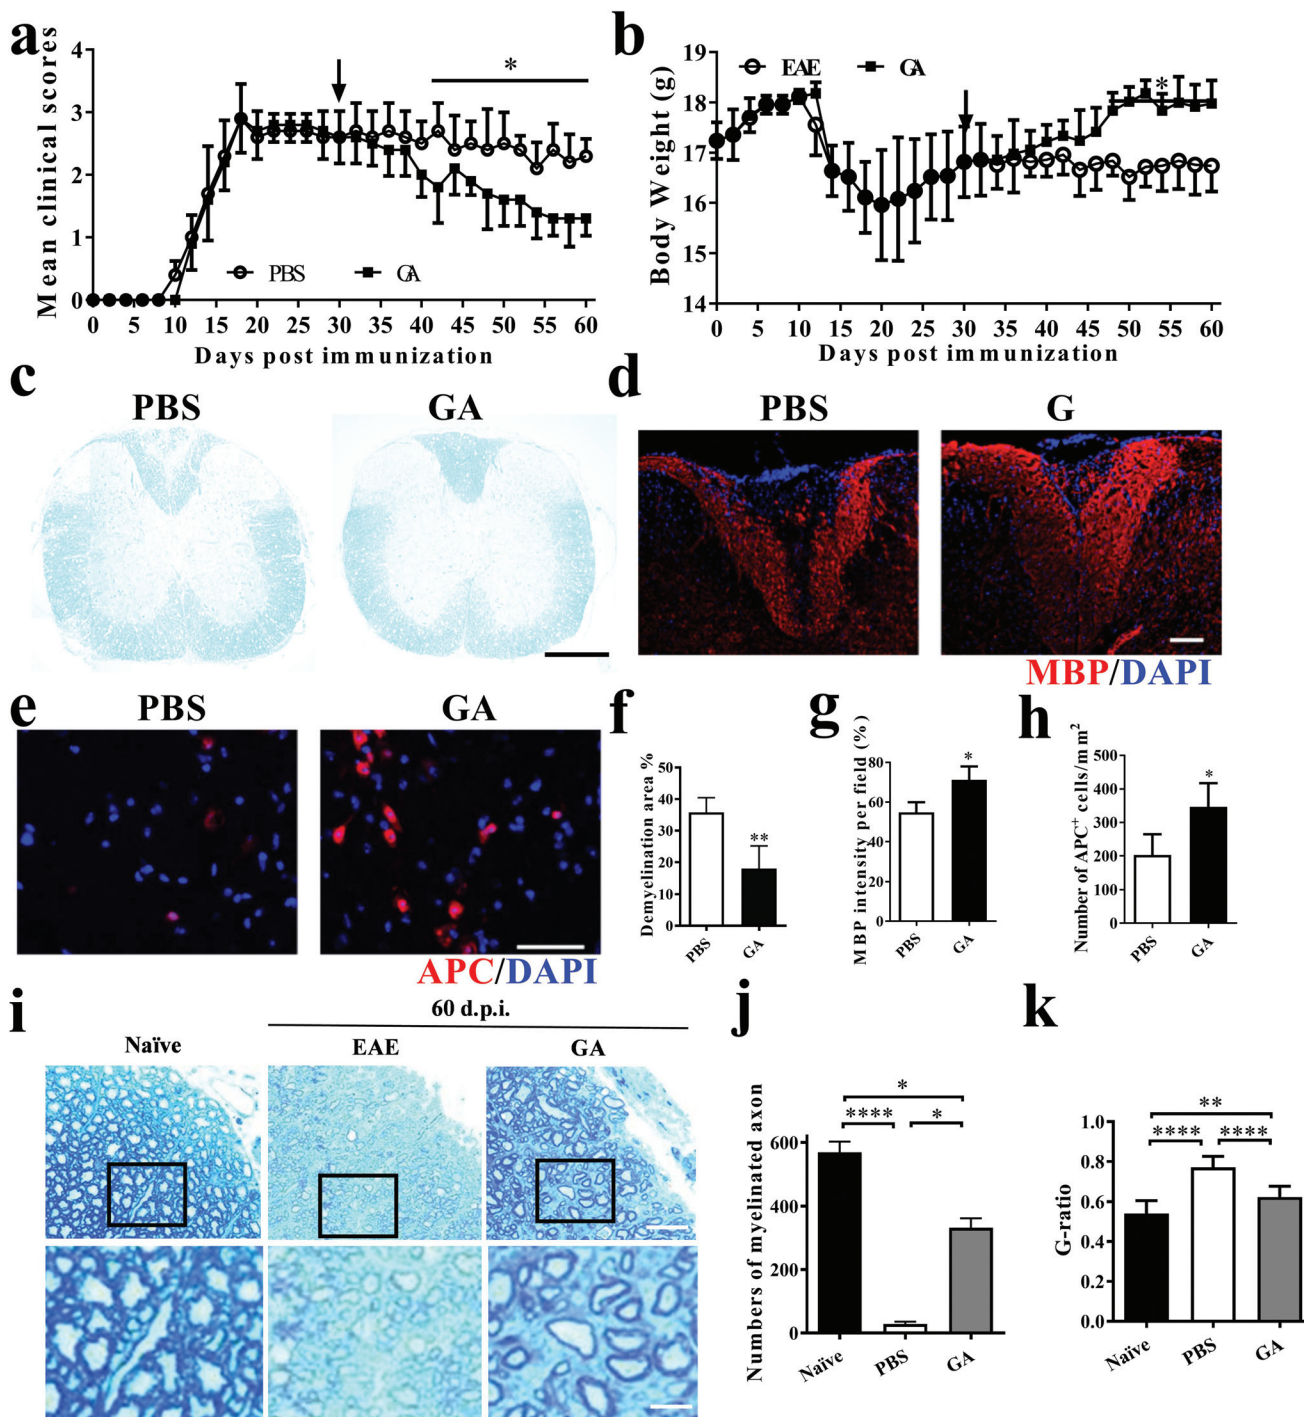 a
Mean clinical scores
4
3
2
1
0
*
PBS
GA
0 5 10 15 20 25 30 35 40 45 50 55 60
Days post immunization
b
Body Weight (g)
19
18
17
16
15
14
EAE
GA
*
0 5 10 15 20 25 30 35 40 45 50 55 60
Days post immunization
c
PBS
GA
d
PBS
G
MBP/DAPI
e
PBS
GA
APC/DAPI
f
Demyelination area %
50
40
30
20
10
0
**
PBS
GA
g
MBP intensity per field (%)
80
60
40
20
0
*
PBS
GA
h
Number of APC+ cells/mm2
500
400
300
200
100
0
*
PBS
GA
i
60 d.p.i.
Naïve
EAE
GA
j
Numbers of myelinated axon
600
400
200
0
*
****
*
Naïve
PBS
GA
k
G-ratio
1.0
0.8
0.6
0.4
0.2
0.0
**
****
****
Naïve
PBS
GA